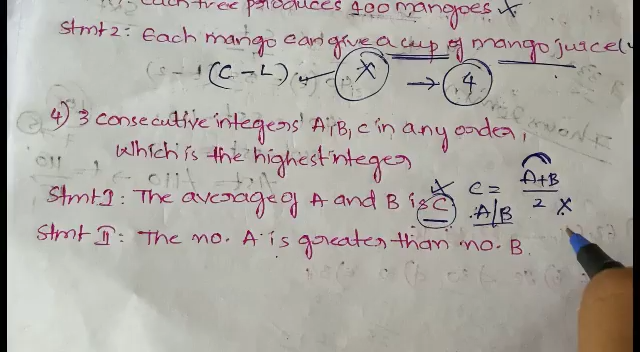 Each tree produces 400 mangoes X
Stmt 2: Each mango can give a cup of mango juice
(C-L) X → 4
4) 3 consecutive integers A, B, C in any order,
Which is the highest integer
Stmt I: The average of A and B is C X C = A+B/2 X
A/B
Stmt II: The no. A is greater than no. B.